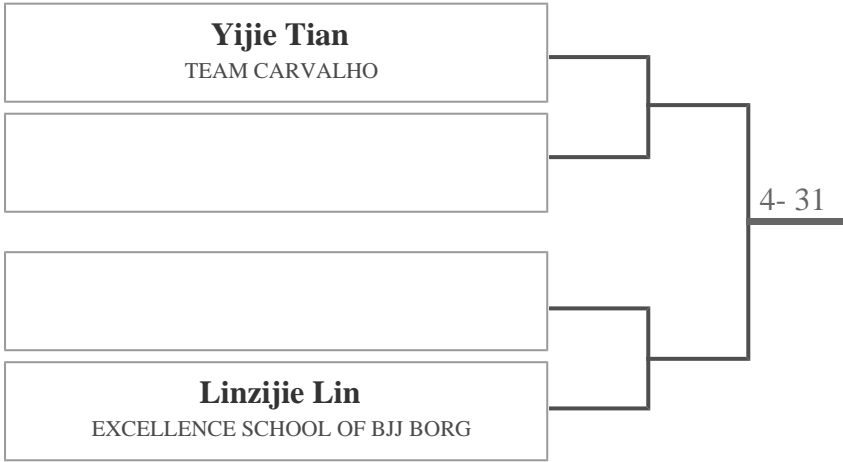 Yijie Tian
TEAM CARVALHO
4- 31
Linzijie Lin
EXCELLENCE SCHOOL OF BJJ BORG